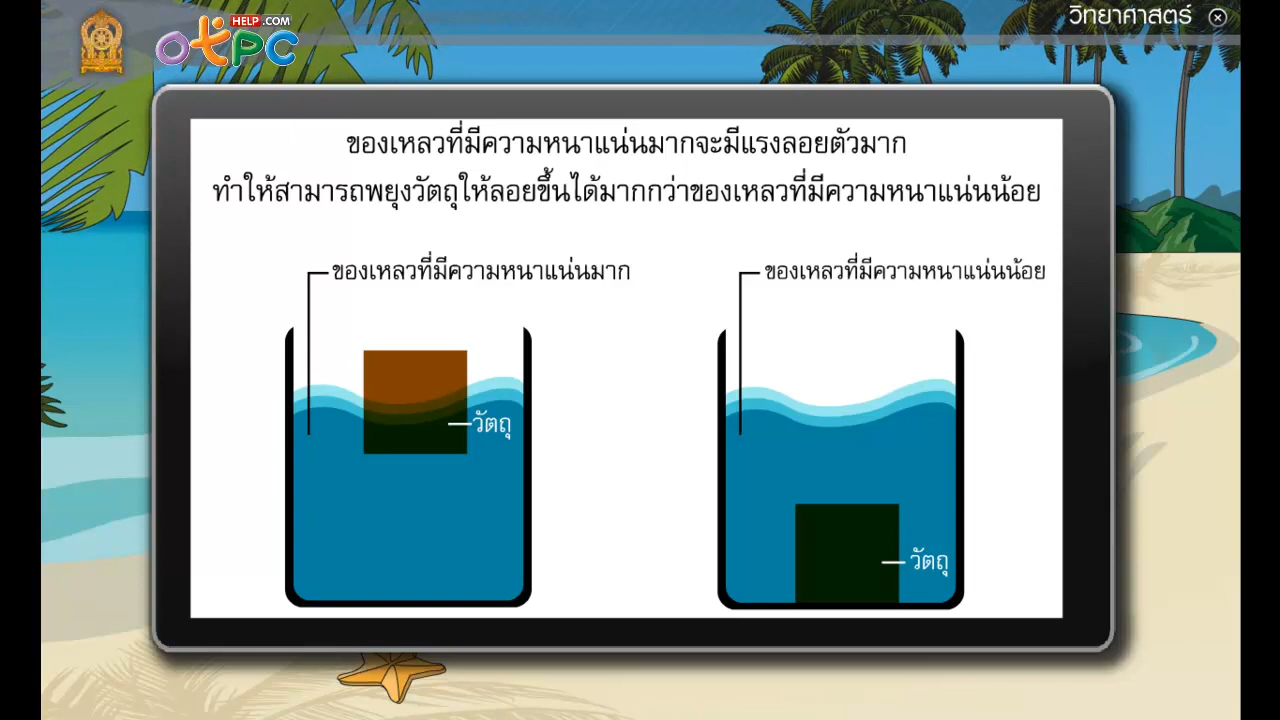 วิทยาศาสตร์
HELP.COM
OTPC
ของเหลวที่มีความหนาแน่นมากจะมีแรงลอยตัวมาก
ทำให้สามารถพยุงวัตถุให้ลอยขึ้นได้มากกว่าของเหลวที่มีความหนาแน่นน้อย
ของเหลวที่มีความหนาแน่นมาก
ของเหลวที่มีความหนาแน่นน้อย
วัตถุ
วัตถุ